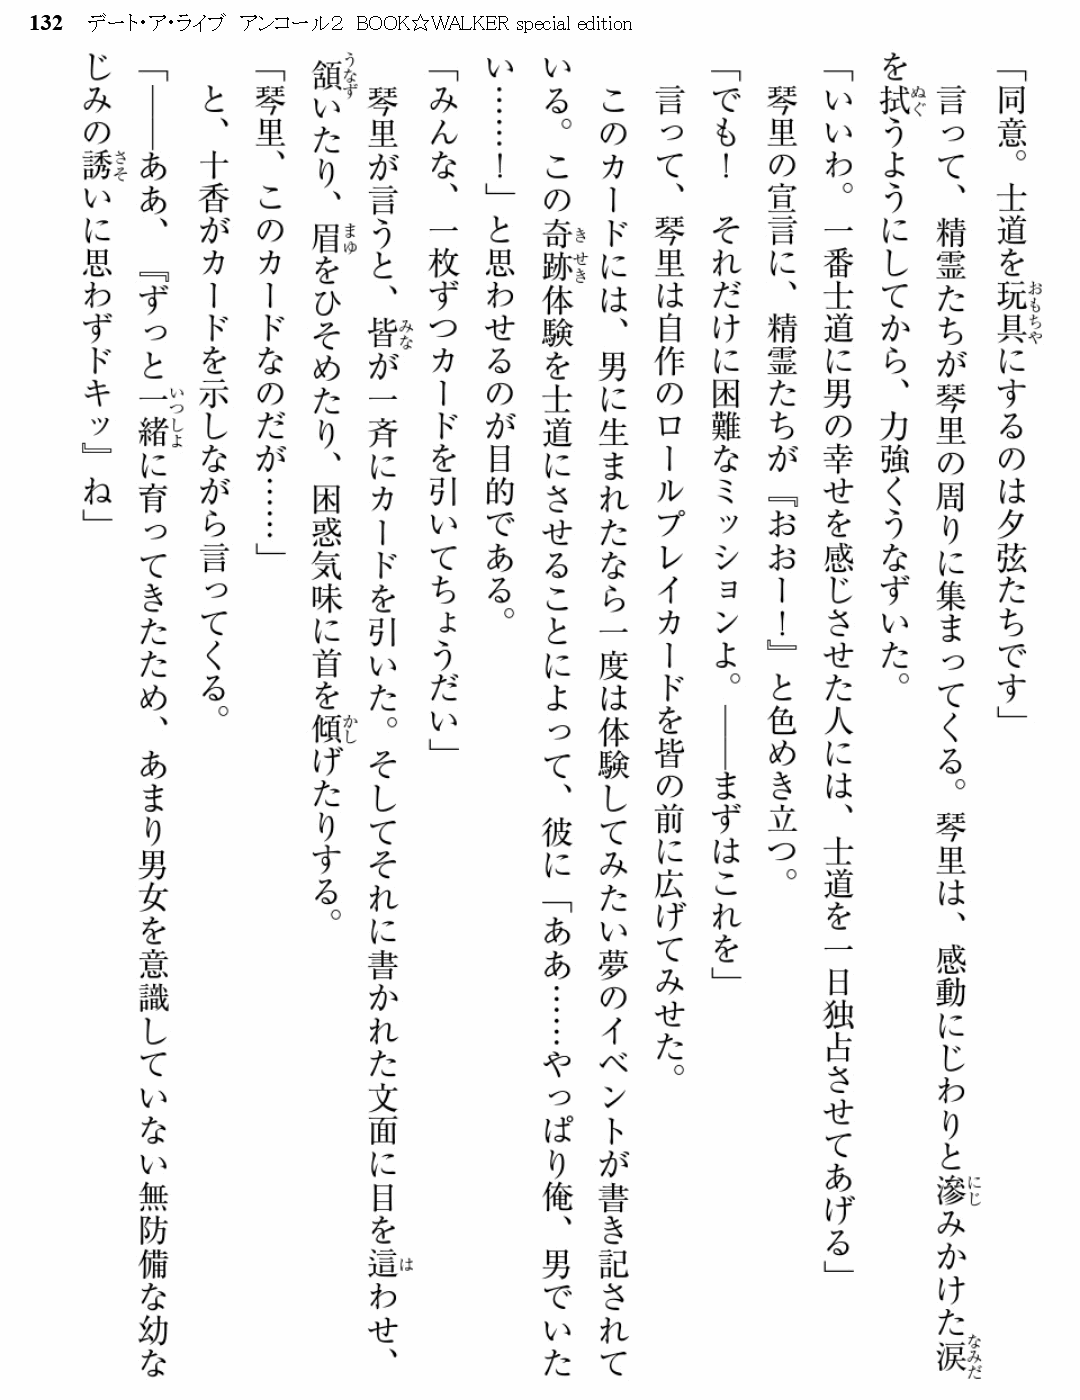 132 デート・ア・ライブ アンコール2 BOOK☆WALKER special edition
「同意。士道を玩具にするのは夕弦たちです」
言って、精霊たちが琴里の周りに集まってくる。琴里は、感動にじわりと滲みかけた涙
を拭うようにしてから、力強くうなずいた。
「いいわ。一番士道に男の幸せを感じさせた人には、士道を一日独占させてあげる」
琴里の宣言に、精霊たちが『おおー！』と色めき立つ。
「でも！　それだけに困難なミッションよ。――まずはこれを」
言って、琴里は自作のロールプレイカードを皆の前に広げてみせた。
このカードには、男に生まれたなら一度は体験してみたい夢のイベントが書き記されて
いる。この奇跡体験を士道にさせることによって、彼に「ああ……やっぱり俺、男でいた
い……！」と思わせるのが目的である。
「みんな、一枚ずつカードを引いてちょうだい」
琴里が言うと、皆が一斉にカードを引いた。そしてそれに書かれた文面に目を這わせ、
頷いたり、眉をひそめたり、困惑気味に首を傾げたりする。
「琴里、このカードなのだが……」
と、十香がカードを示しながら言ってくる。
「――ああ、『ずっと一緒に育ってきたため、あまり男女を意識していない無防備な幼な
じみの誘いに思わずドキッ』ね」